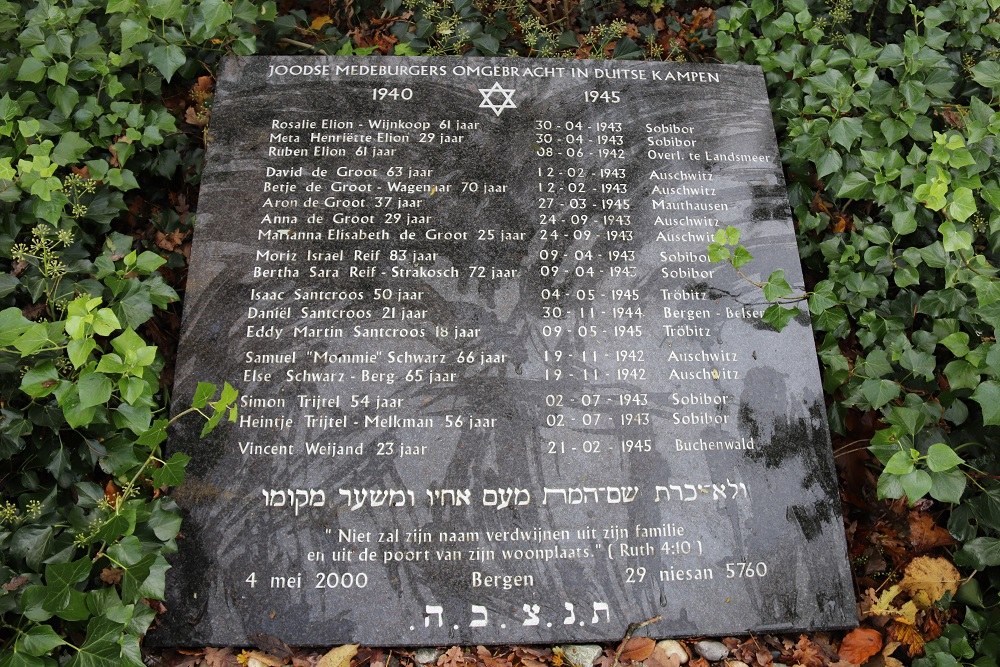 JOODSE MEDEBURGERS OMGEBRACHT IN DUITSE KAMPEN
1940 1945
Rosalie Elion - Wijnkoop 61 jaar 30 - 04 - 1943 Sobibor
Meta Henriëtte Elion 29 jaar 30 - 04 - 1943 Sobibor
Ruben Elion 61 jaar 08 - 06 - 1942 Overl. te Landsmeer
David de Groot 63 jaar 12 - 02 - 1943 Auschwitz
Betje de Groot - Wagenaar 70 jaar 12 - 02 - 1943 Auschwitz
Aron de Groot 37 jaar 27 - 03 - 1945 Mauthausen
Anna de Groot 29 jaar 24 - 09 - 1943 Auschwitz
Marianna Elisabeth de Groot 25 jaar 24 - 09 - 1943 Auschwitz
Moriz Israel Reif 83 jaar 09 - 04 - 1943 Sobibor
Bertha Sara Reif - Strakosch 72 jaar 09 - 04 - 1943 Sobibor
Isaac Santcroos 50 jaar 04 - 05 - 1945 Tröbitz
Daniël Santcroos 21 jaar 30 - 11 - 1944 Bergen - Belsen
Eddy Martin Santcroos 18 jaar 09 - 05 - 1945 Tröbitz
Samuel "Mommie" Schwarz 66 jaar 19 - 11 - 1942 Auschwitz
Else Schwarz - Berg 65 jaar 19 - 11 - 1942 Auschwitz
Simon Trijtel 54 jaar 02 - 07 - 1943 Sobibor
Heintje Trijtel - Melkman 56 jaar 02 - 07 - 1943 Sobibor
Vincent Weijand 23 jaar 21 - 02 - 1945 Buchenwald
ולא־יכרת שם־המת מעם אחיו ומשער מקומו
" Niet zal zijn naam verdwijnen uit zijn familie
en uit de poort van zijn woonplaats." ( Ruth 4:10 )
4 mei 2000 Bergen 29 niesan 5760
ת . נ . צ . ב . ה .